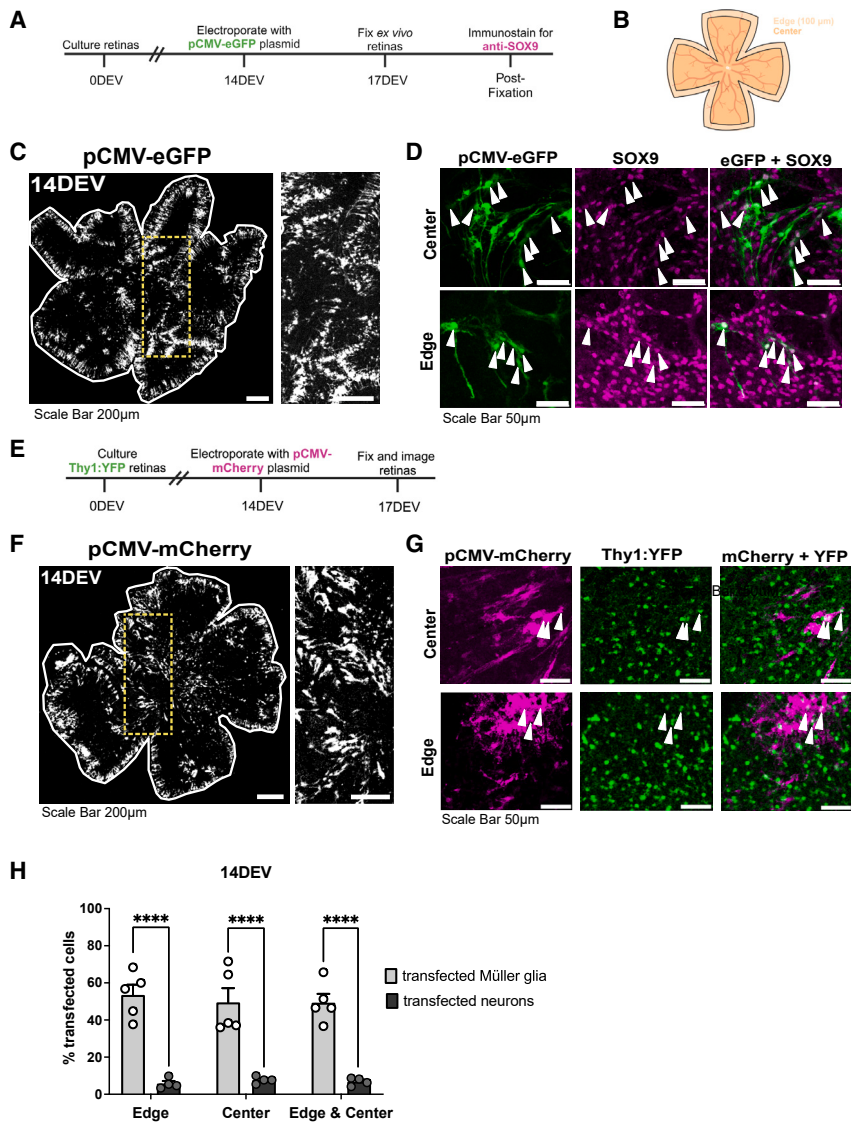 A
Culture retinas
0DEV
Electroporate with
pCMV-eGFP plasmid
14DEV
Fix ex vivo
retinas
17DEV
Immunostain for
anti-SOX9
Post-
Fixation
B
Edge (100 μm)
Center
C
pCMV-eGFP
14DEV
Scale Bar 200μm
D
pCMV-eGFP
SOX9
eGFP + SOX9
Center
Edge
Scale Bar 50μm
E
Culture
Thy1:YFP retinas
0DEV
Electroporate with pCMV-
mCherry plasmid
14DEV
Fix and image
retinas
17DEV
F
pCMV-mCherry
14DEV
Scale Bar 200μm
G
pCMV-mCherry
Thy1:YFP
mCherry + YFP
Center
Edge
Scale Bar 50μm
H
14DEV
% transfected cells
100
80
60
40
20
0
****
****
****
Edge
Center
Edge & Center
transfected Müller glia
transfected neurons